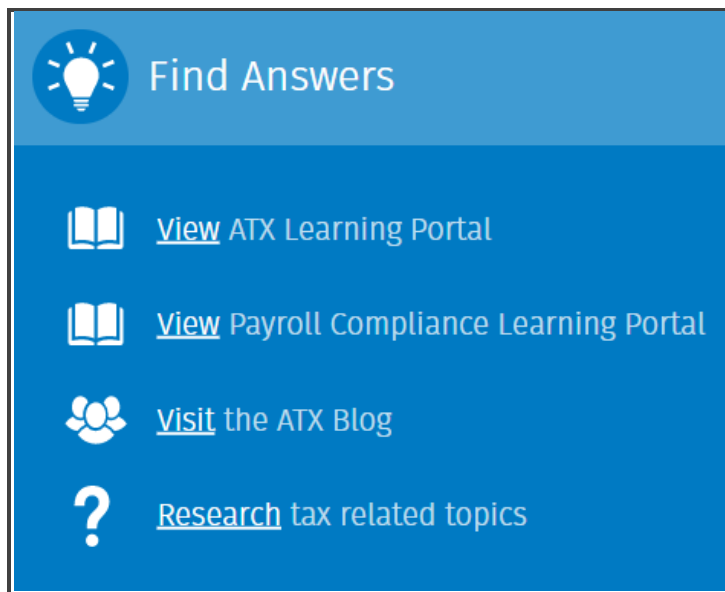 Find Answers
View ATX Learning Portal
View Payroll Compliance Learning Portal
Visit the ATX Blog
Research tax related topics